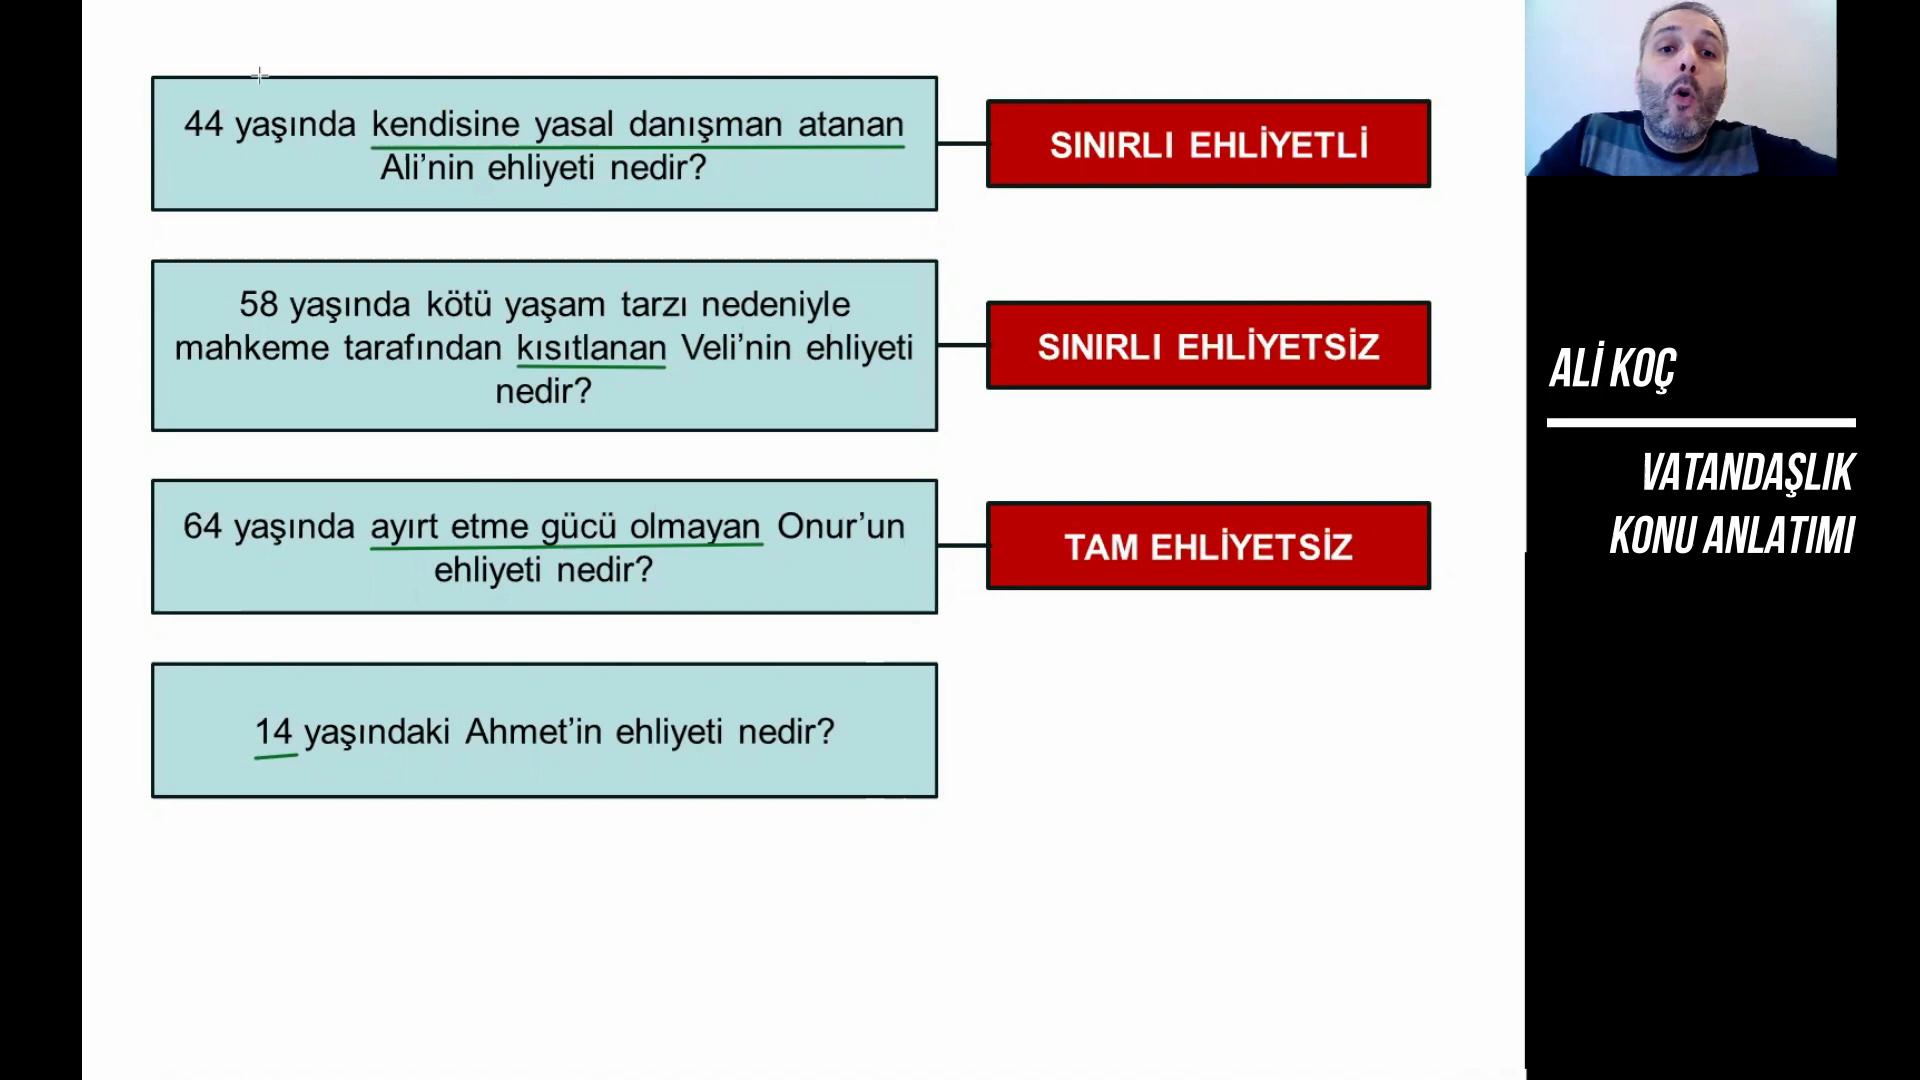 44 yaşında kendisine yasal danışman atanan
Ali’nin ehliyeti nedir?
SINIRLI EHLİYETLİ
58 yaşında kötü yaşam tarzı nedeniyle
mahkeme tarafından kısıtlanan Veli’nin ehliyeti
nedir?
SINIRLI EHLİYETSİZ
64 yaşında ayırt etme gücü olmayan Onur’un
ehliyeti nedir?
TAM EHLİYETSİZ
14 yaşındaki Ahmet’in ehliyeti nedir?
ALİ KOÇ
VATANDAŞLIK
KONU ANLATIMI